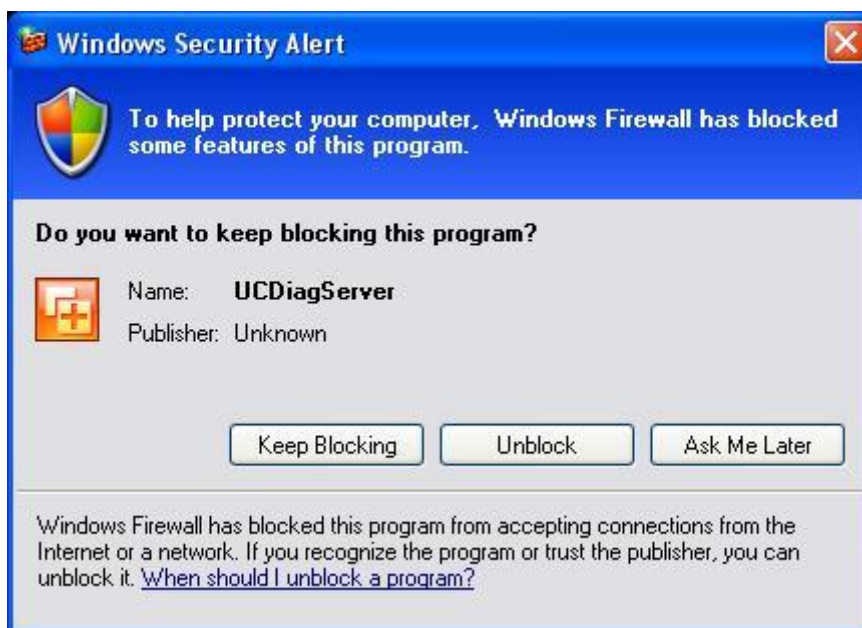 Windows Security Alert
To help protect your computer, Windows Firewall has blocked
some features of this program.
Do you want to keep blocking this program?
Name: UCDiagServer
Publisher: Unknown
Keep Blocking Unblock Ask Me Later
Windows Firewall has blocked this program from accepting connections from the
Internet or a network. If you recognize the program or trust the publisher, you can
unblock it. When should I unblock a program?